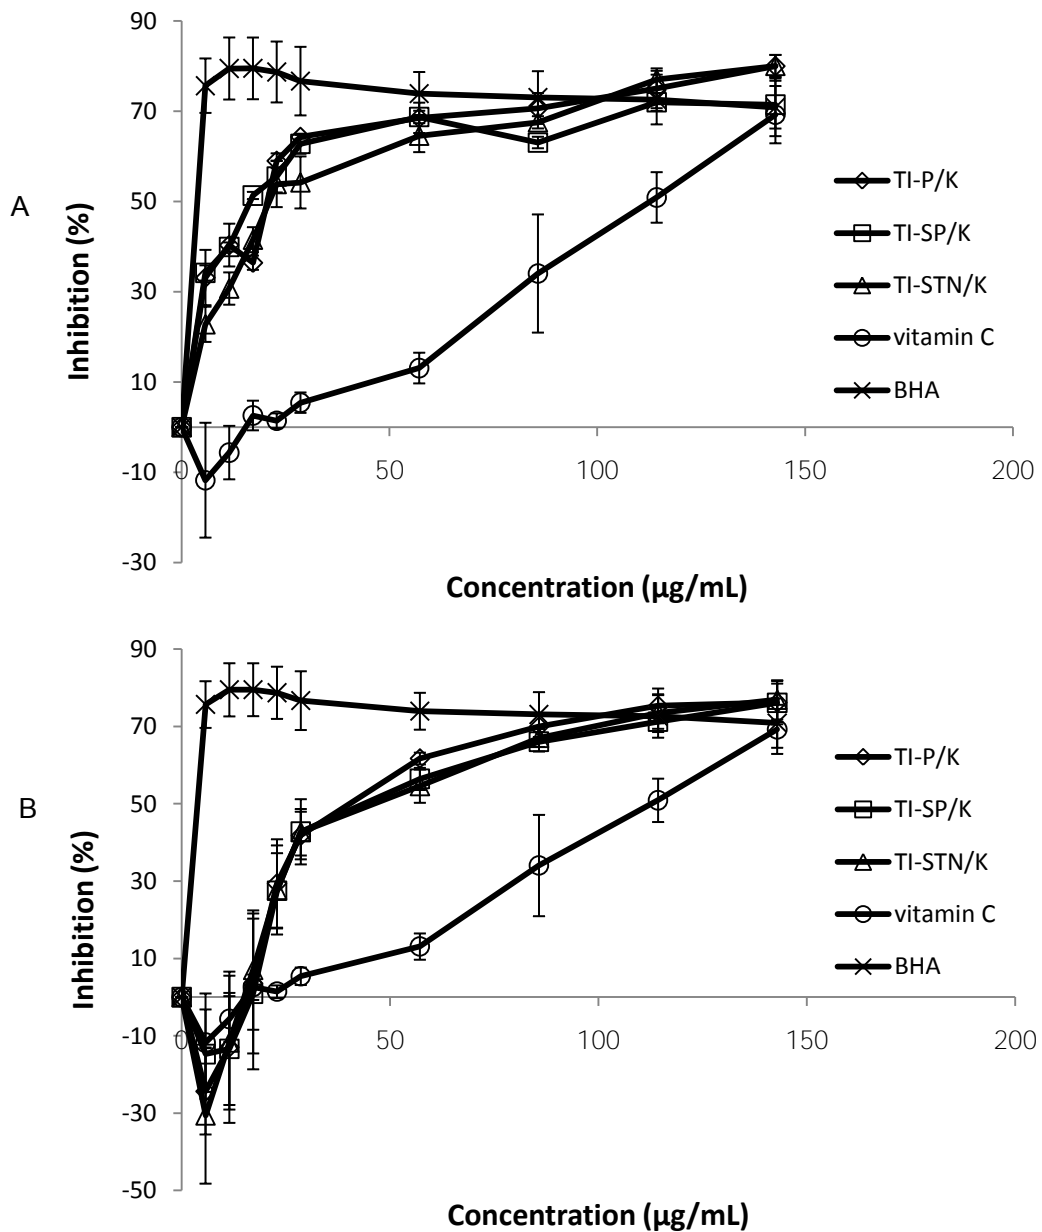 A
Inhibition (%)
90
70
50
30
10
-10
-30
0
50
100
150
200
Concentration (µg/mL)
TI-P/K
TI-SP/K
TI-STN/K
vitamin C
BHA
B
Inhibition (%)
90
70
50
30
10
-10
-30
-50
0
50
100
150
200
Concentration (µg/mL)
TI-P/K
TI-SP/K
TI-STN/K
vitamin C
BHA